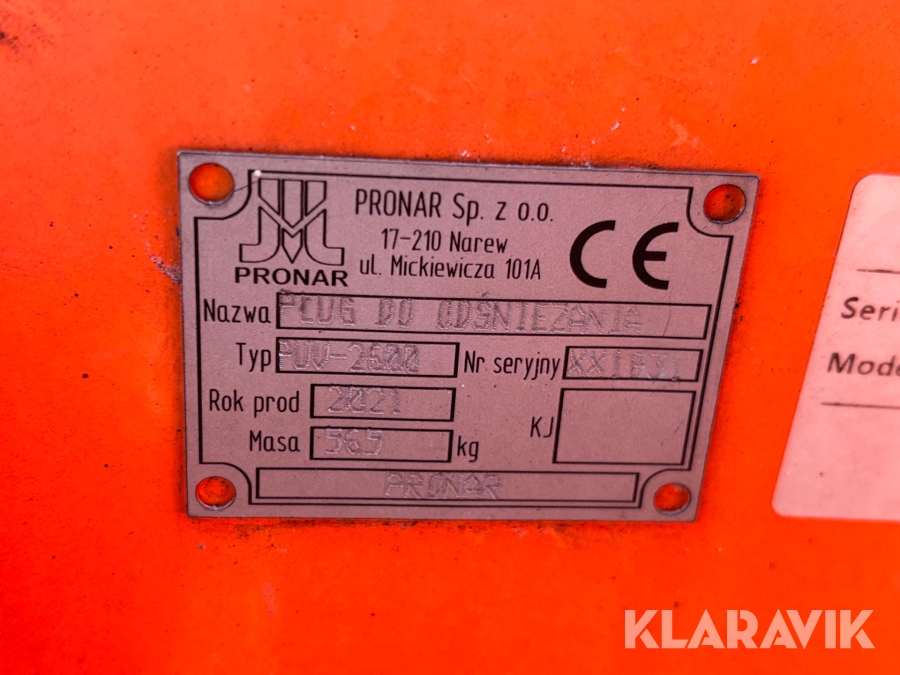 PRONAR Sp. z o.o.
17-210 Narew
ul. Mickiewicza 101A
PRONAR
CE
Nazwa PŁUG DO ODŚNIEŻANIA
Typ PUV-2600
Nr seryjny
Rok prod 2021
Masa 565 kg
KJ
PRONAR
Seri
Mode
KLARAVIK